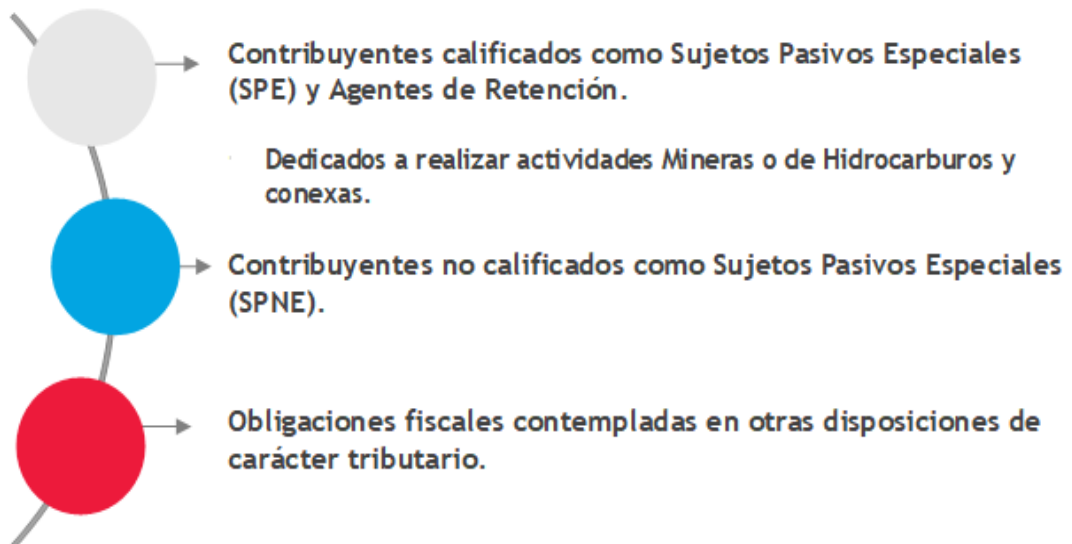 Contribuyentes calificados como Sujetos Pasivos Especiales
(SPE) y Agentes de Retención.
Dedicados a realizar actividades Mineras o de Hidrocarburos y
conexas.
Contribuyentes no calificados como Sujetos Pasivos Especiales
(SPNE).
Obligaciones fiscales contempladas en otras disposiciones de
carácter tributario.